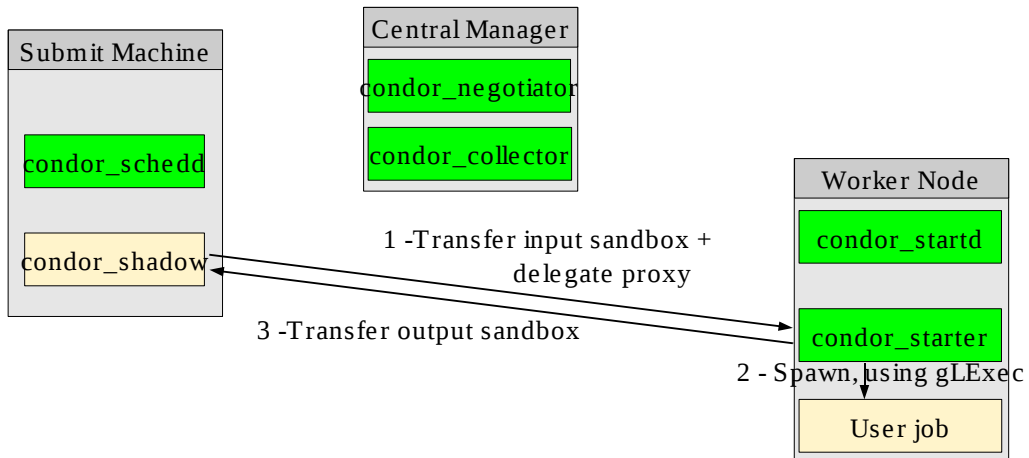 Submit Machine
condor_schedd
condor_shadow
Central Manager
condor_negotiator
condor_collector
1 -Transfer input sandbox +
delegate proxy
3 -Transfer output sandbox
Worker Node
condor_startd
condor_starter
2 - Spawn, using gLExec
User job